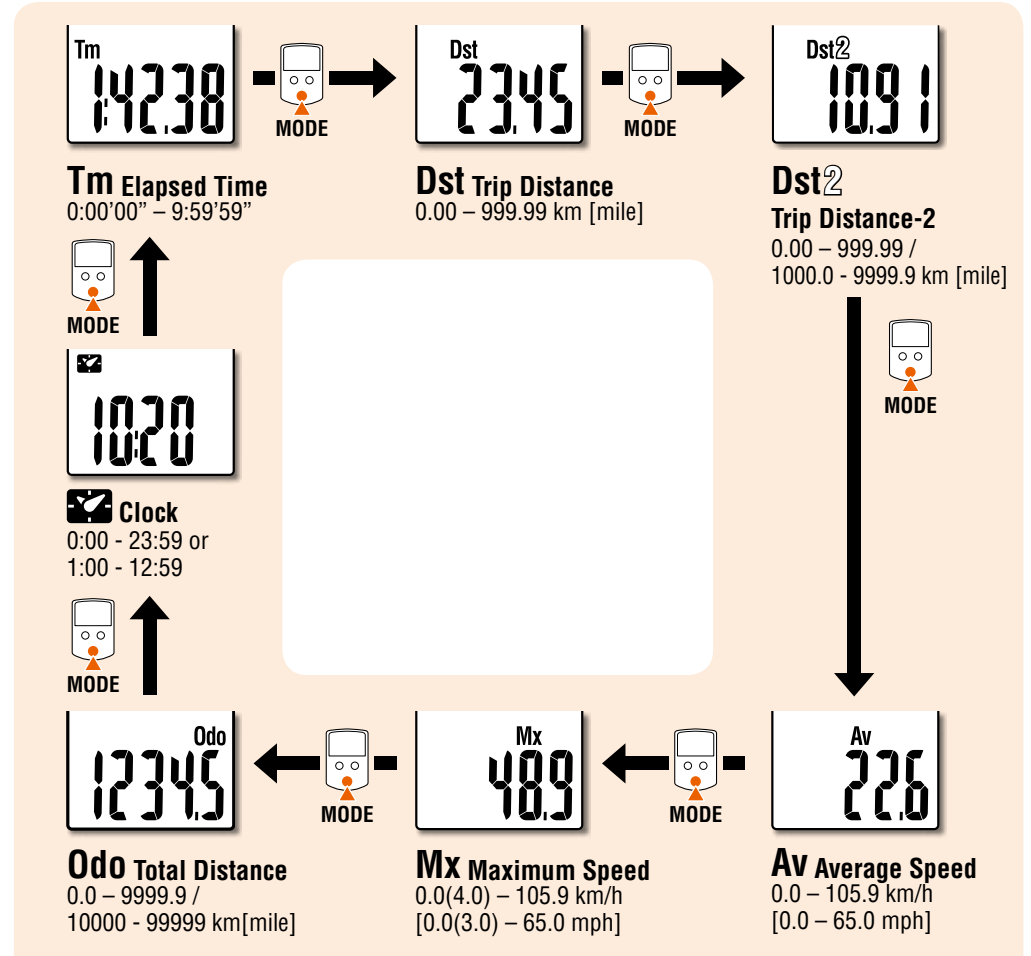 Tm
1:42.38
MODE
Dst
23.45
MODE
Dst2
10.91
Tm Elapsed Time
0:00'00” – 9:59'59”
Dst Trip Distance
0.00 – 999.99 km [mile]
Dst2
Trip Distance-2
0.00 – 999.99 /
1000.0 - 9999.9 km [mile]
MODE
MODE
10:20
Clock
0:00 - 23:59 or
1:00 - 12:59
MODE
Odo
1234.5
MODE
Mx
48.9
MODE
Av
22.6
Odo Total Distance
0.0 – 9999.9 /
10000 - 99999 km[mile]
Mx Maximum Speed
0.0(4.0) – 105.9 km/h
[0.0(3.0) – 65.0 mph]
Av Average Speed
0.0 – 105.9 km/h
[0.0 – 65.0 mph]